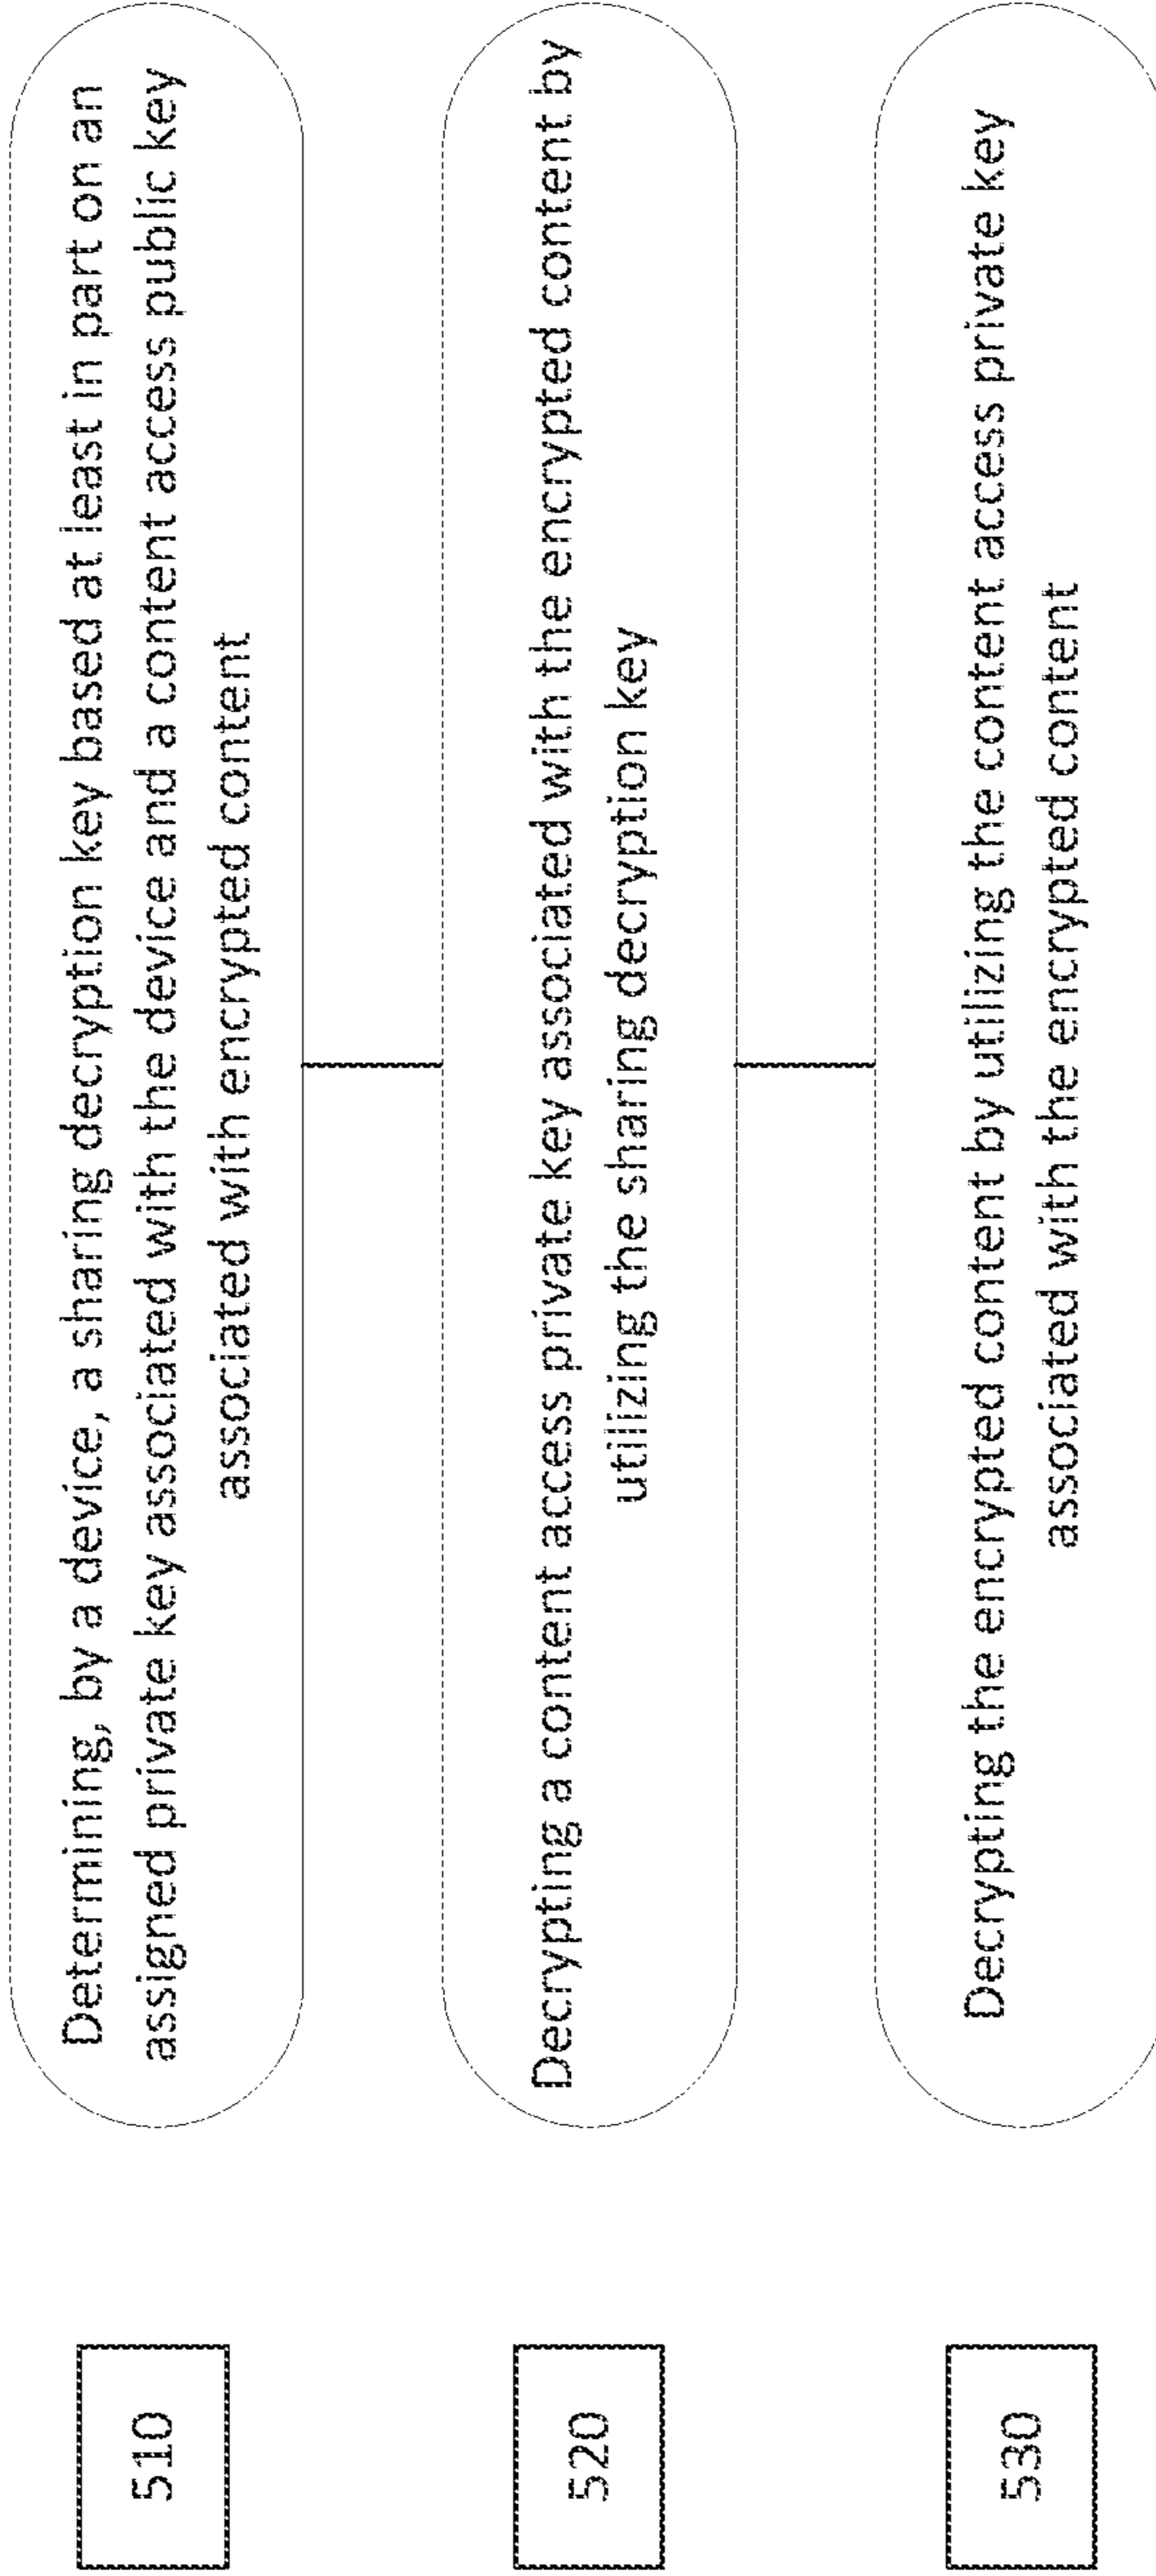 510
Determining, by a device, a sharing decryption key based at least in part on an
assigned private key associated with the device and a content access public key
associated with encrypted content
520
Decrypting a content access private key associated with the encrypted content by
utilizing the sharing decryption key
530
Decrypting the encrypted content by utilizing the content access private key
associated with the encrypted content